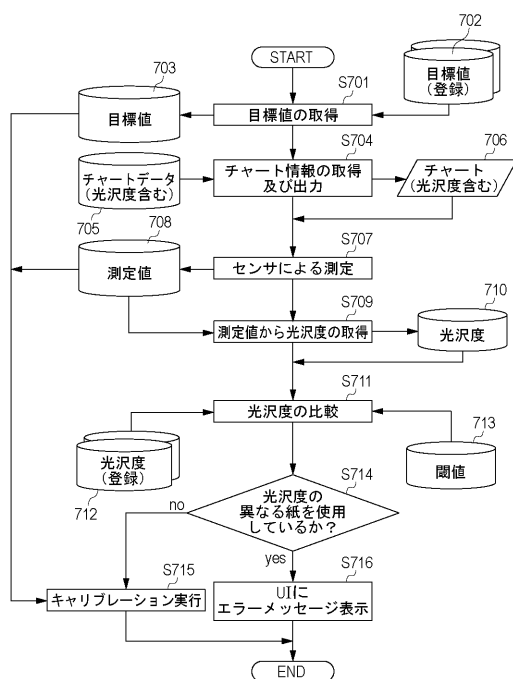 START
702
目標値
(登録)
703
目標値
S701
目標値の取得
S704
チャート情報の取得
及び出力
チャートデータ
(光沢度含む)
705
706
チャート
(光沢度含む)
S707
センサによる測定
708
測定値
S709
測定値から光沢度の取得
710
光沢度
S711
光沢度の比較
光沢度
(登録)
712
713
閾値
S714
光沢度の
異なる紙を使用
しているか?
no
yes
S715
キャリブレーション実行
S716
UIに
エラーメッセージ表示
END